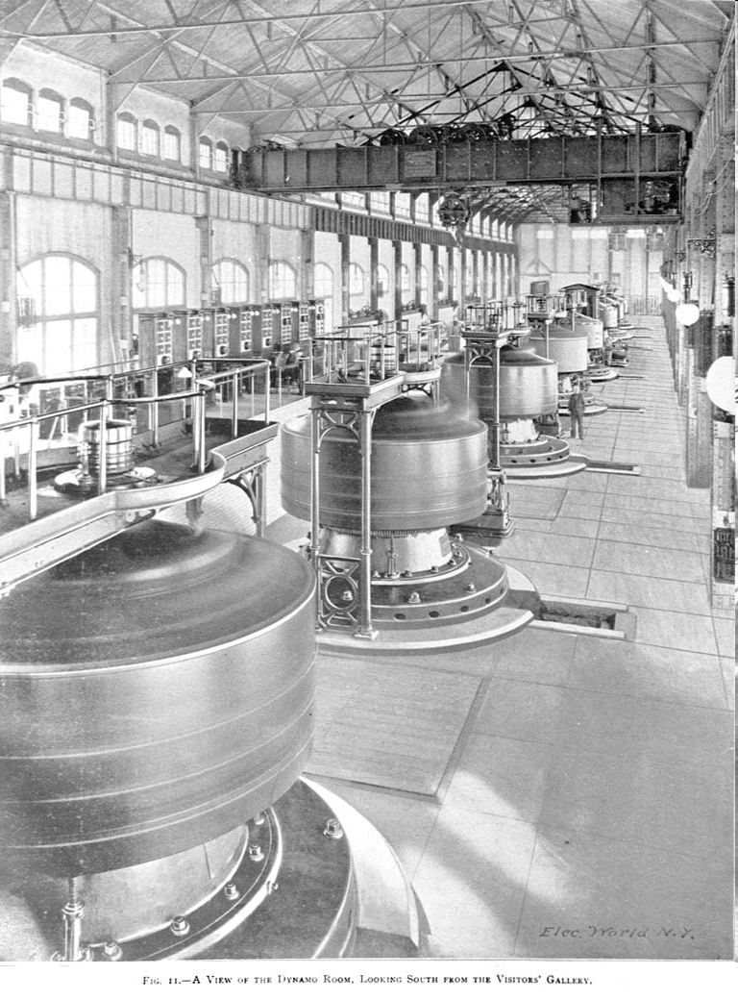 Elec. World N.Y.
Fig. 11.—A View of the Dynamo Room, Looking South from the Visitors' Gallery.